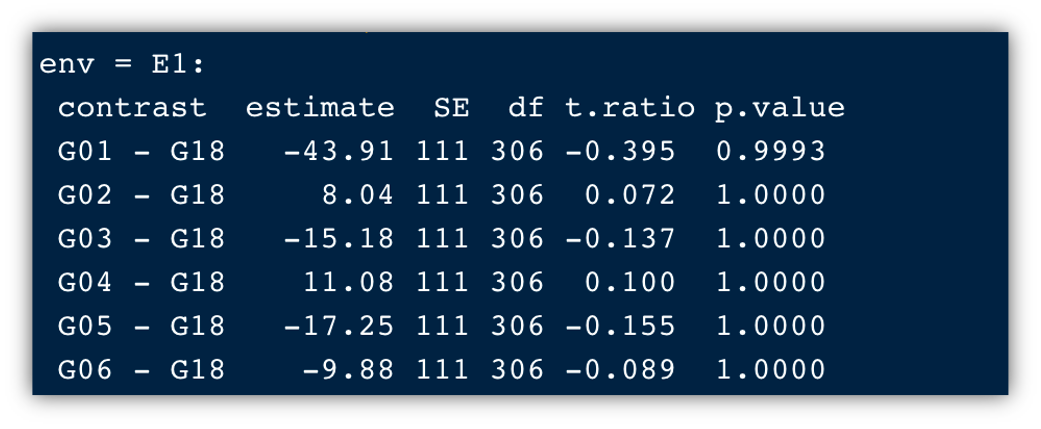 env = E1:
contrast estimate SE df t.ratio p.value
G01 - G18 -43.91 111 306 -0.395 0.9993
G02 - G18 8.04 111 306 0.072 1.0000
G03 - G18 -15.18 111 306 -0.137 1.0000
G04 - G18 11.08 111 306 0.100 1.0000
G05 - G18 -17.25 111 306 -0.155 1.0000
G06 - G18 -9.88 111 306 -0.089 1.0000